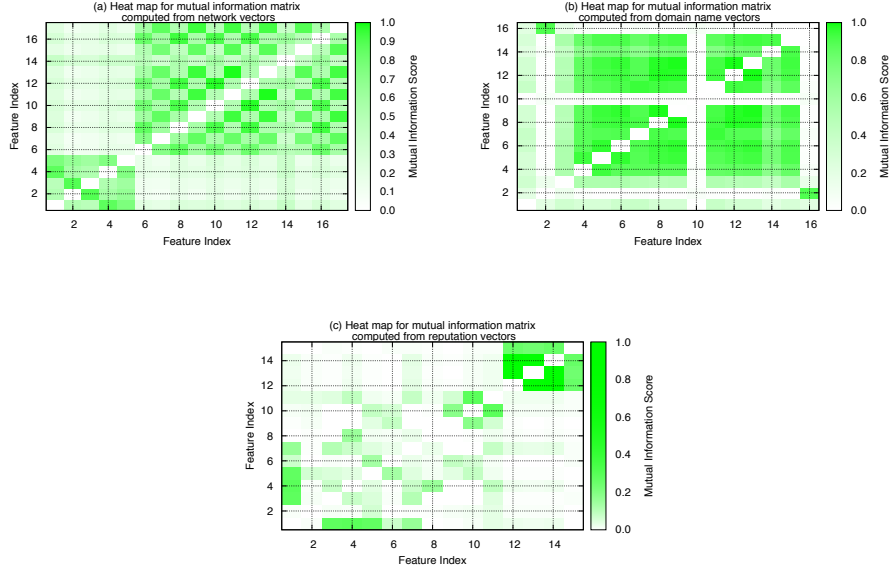 (a) Heat map for mutual information matrix
computed from network vectors
16
14
12
10
8
6
4
2
Feature Index
2 4 6 8 10 12 14 16
Feature Index
1.0
0.9
0.8
0.7
0.6
0.5
0.4
0.3
0.2
0.1
0.0
Mutual Information Score
(b) Heat map for mutual information matrix
computed from domain name vectors
16
14
12
10
8
6
4
2
Feature Index
2 4 6 8 10 12 14 16
Feature Index
1.0
0.8
0.6
0.4
0.2
0.0
Mutual Information Score
(c) Heat map for mutual information matrix
computed from reputation vectors
14
12
10
8
6
4
2
Feature Index
2 4 6 8 10 12 14
Feature Index
1.0
0.8
0.6
0.4
0.2
0.0
Mutual Information Score